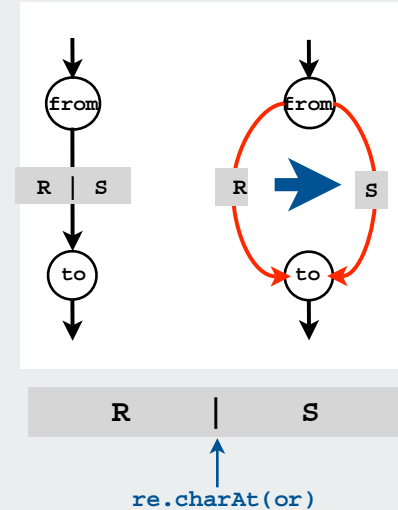 from
from
R | S
R
S
to
to
R | S
re.charAt(or)